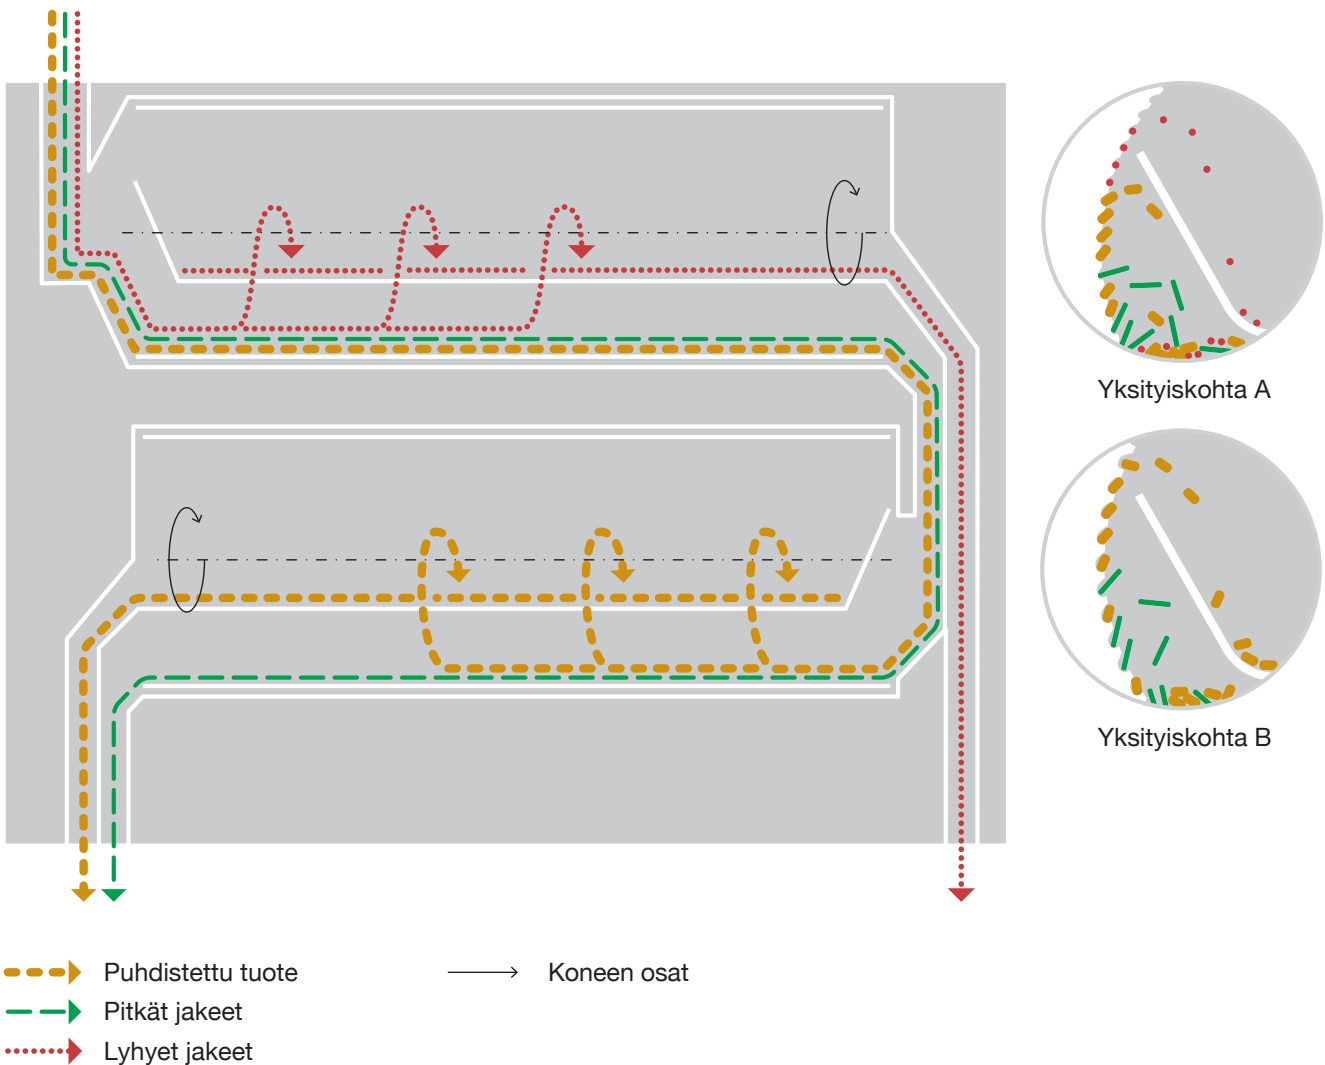 Yksityiskohta A
Yksityiskohta B
Puhdistettu tuote
Koneen osat
Pitkät jakeet
Lyhyet jakeet